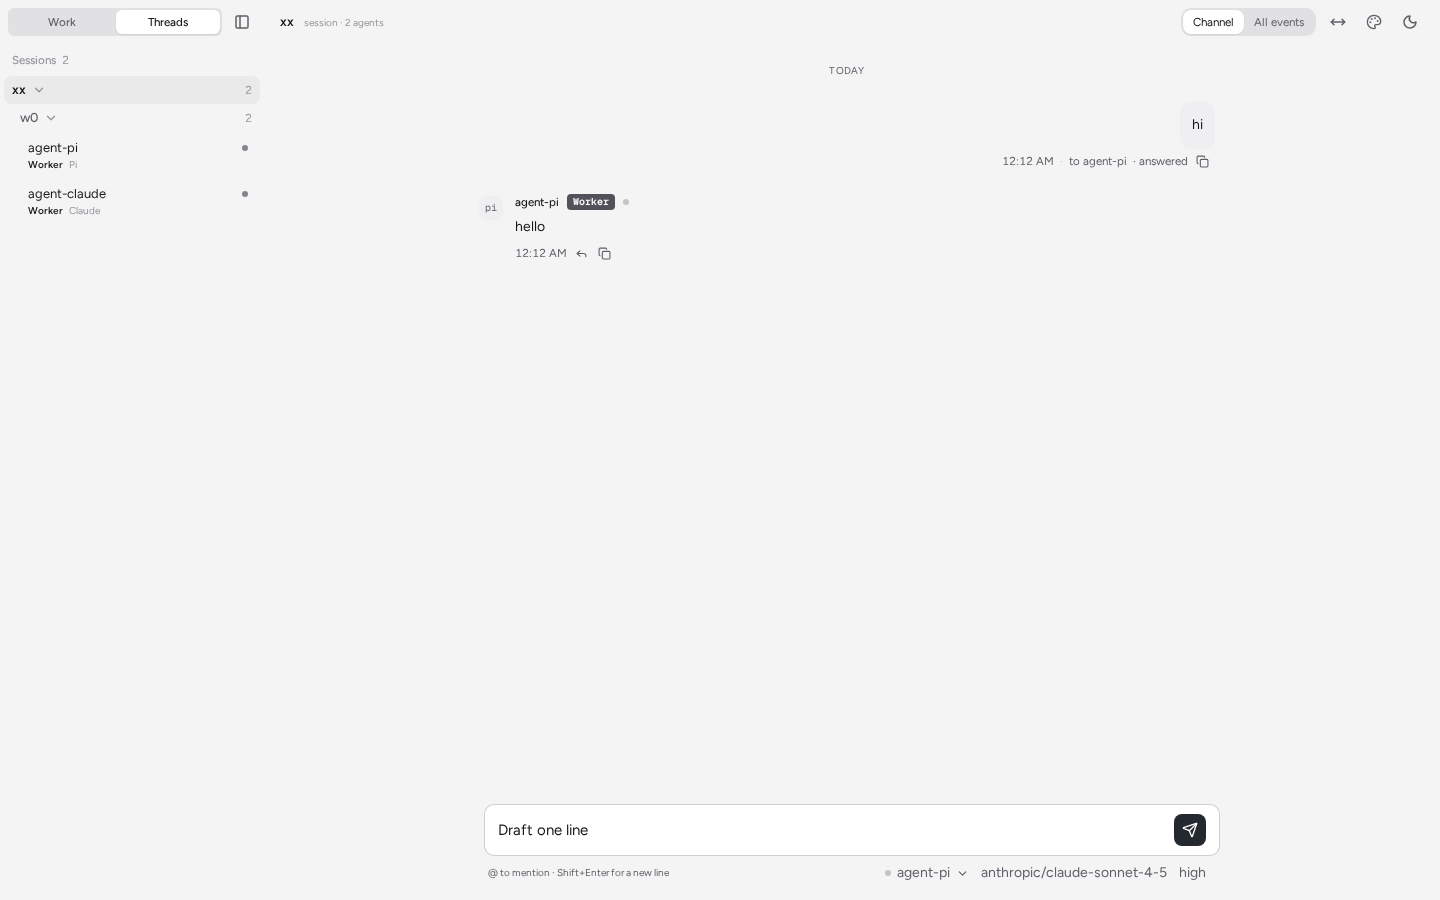 Work
Threads
xx session · 2 agents
Channel
All events
Sessions 2
xx 2
w0 2
agent-pi
Worker Pi
agent-claude
Worker Claude
TODAY
hi
12:12 AM · to agent-pi · answered
pi
agent-pi Worker
hello
12:12 AM
Draft one line
@ to mention · Shift+Enter for a new line
agent-pi anthropic/claude-sonnet-4-5 high